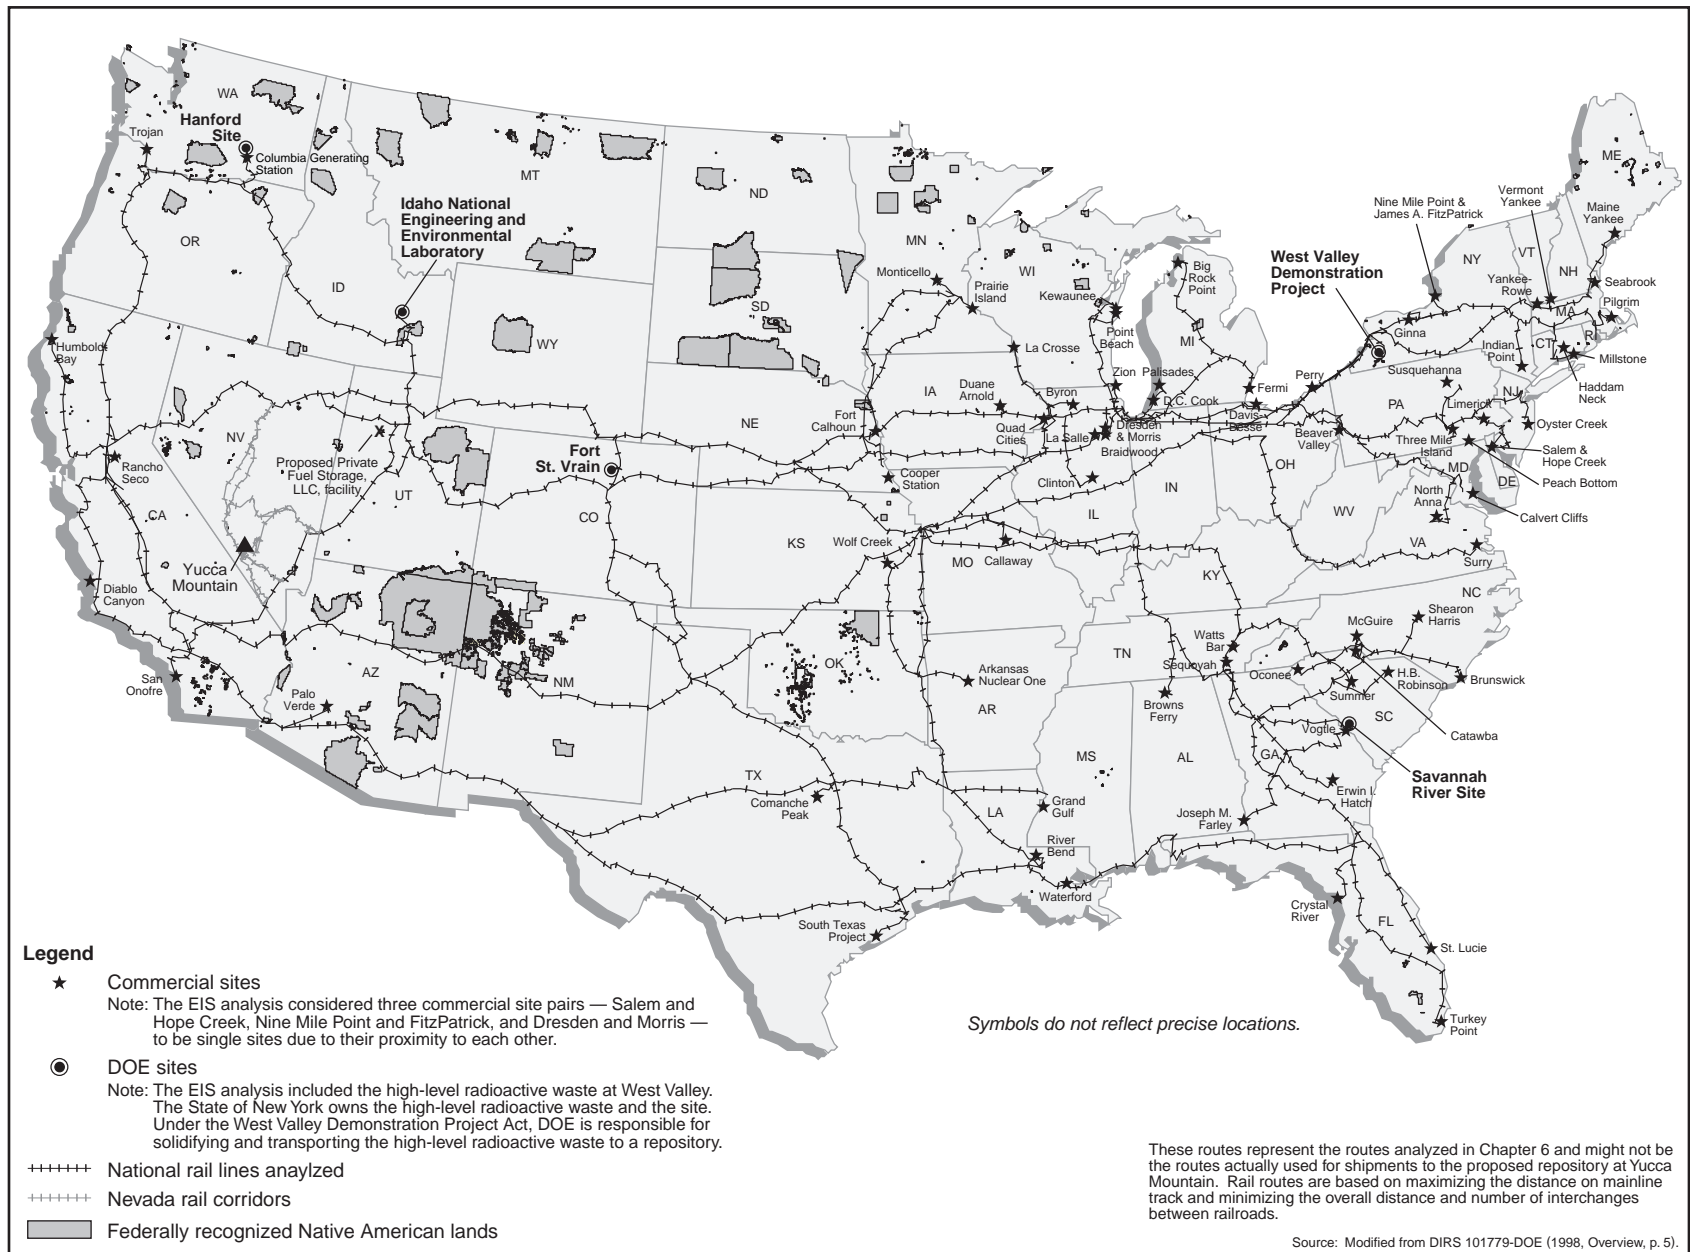 WA
Hanford
Site
Trojan
Columbia Generating
Station
OR
Idaho National
Engineering and
Environmental
Laboratory
MT
ND
ID
WY
SD
MN
Monticello
Prairie
Island
WI
Kewaunee
Point
Beach
Big
Rock
Point
MI
La Crosse
Zion
Palisades
D.C. Cook
Fermi
Davis-
Besse
Perry
West Valley
Demonstration
Project
Nine Mile Point &
James A. FitzPatrick
Vermont
Yankee
ME
Maine
Yankee
NY
VT
NH
Yankee-
Rowe
Seabrook
Pilgrim
MA
RI
CT
Ginna
Indian
Point
Millstone
Haddam
Neck
Susquehanna
NJ
PA
Limerick
Oyster Creek
Beaver
Valley
Three Mile
Island
Salem &
Hope Creek
Peach Bottom
MD
DE
Calvert Cliffs
North
Anna
Humboldt
Bay
Rancho
Seco
NV
CA
Proposed Private
Fuel Storage,
LLC, facility
UT
Yucca
Mountain
Diablo
Canyon
San
Onofre
Fort
St. Vrain
CO
NE
Fort
Calhoun
IA
Duane
Arnold
Byron
Quad
Cities
La Salle
Dresden
& Morris
Braidwood
Cooper
Station
Clinton
IL
IN
OH
WV
VA
Surry
KS
Wolf Creek
MO
Callaway
KY
NC
Shearon
Harris
McGuire
Watts
Bar
Sequoyah
TN
Oconee
Summer
H.B.
Robinson
Brunswick
SC
Catawba
AZ
Palo
Verde
NM
OK
Arkansas
Nuclear One
AR
Browns
Ferry
Vogtle
GA
Savannah
River Site
Erwin I.
Hatch
MS
AL
Joseph M.
Farley
TX
Comanche
Peak
LA
Grand
Gulf
River
Bend
Waterford
Crystal
River
FL
St. Lucie
Turkey
Point
South Texas
Project
Symbols do not reflect precise locations.
Legend
Commercial sites
Note: The EIS analysis considered three commercial site pairs — Salem and
Hope Creek, Nine Mile Point and FitzPatrick, and Dresden and Morris —
to be single sites due to their proximity to each other.
DOE sites
Note: The EIS analysis included the high-level radioactive waste at West Valley.
The State of New York owns the high-level radioactive waste and the site.
Under the West Valley Demonstration Project Act, DOE is responsible for
solidifying and transporting the high-level radioactive waste to a repository.
National rail lines anaylzed
Nevada rail corridors
Federally recognized Native American lands
These routes represent the routes analyzed in Chapter 6 and might not be
the routes actually used for shipments to the proposed repository at Yucca
Mountain. Rail routes are based on maximizing the distance on mainline
track and minimizing the overall distance and number of interchanges
between railroads.
Source: Modified from DIRS 101779-DOE (1998, Overview, p. 5).